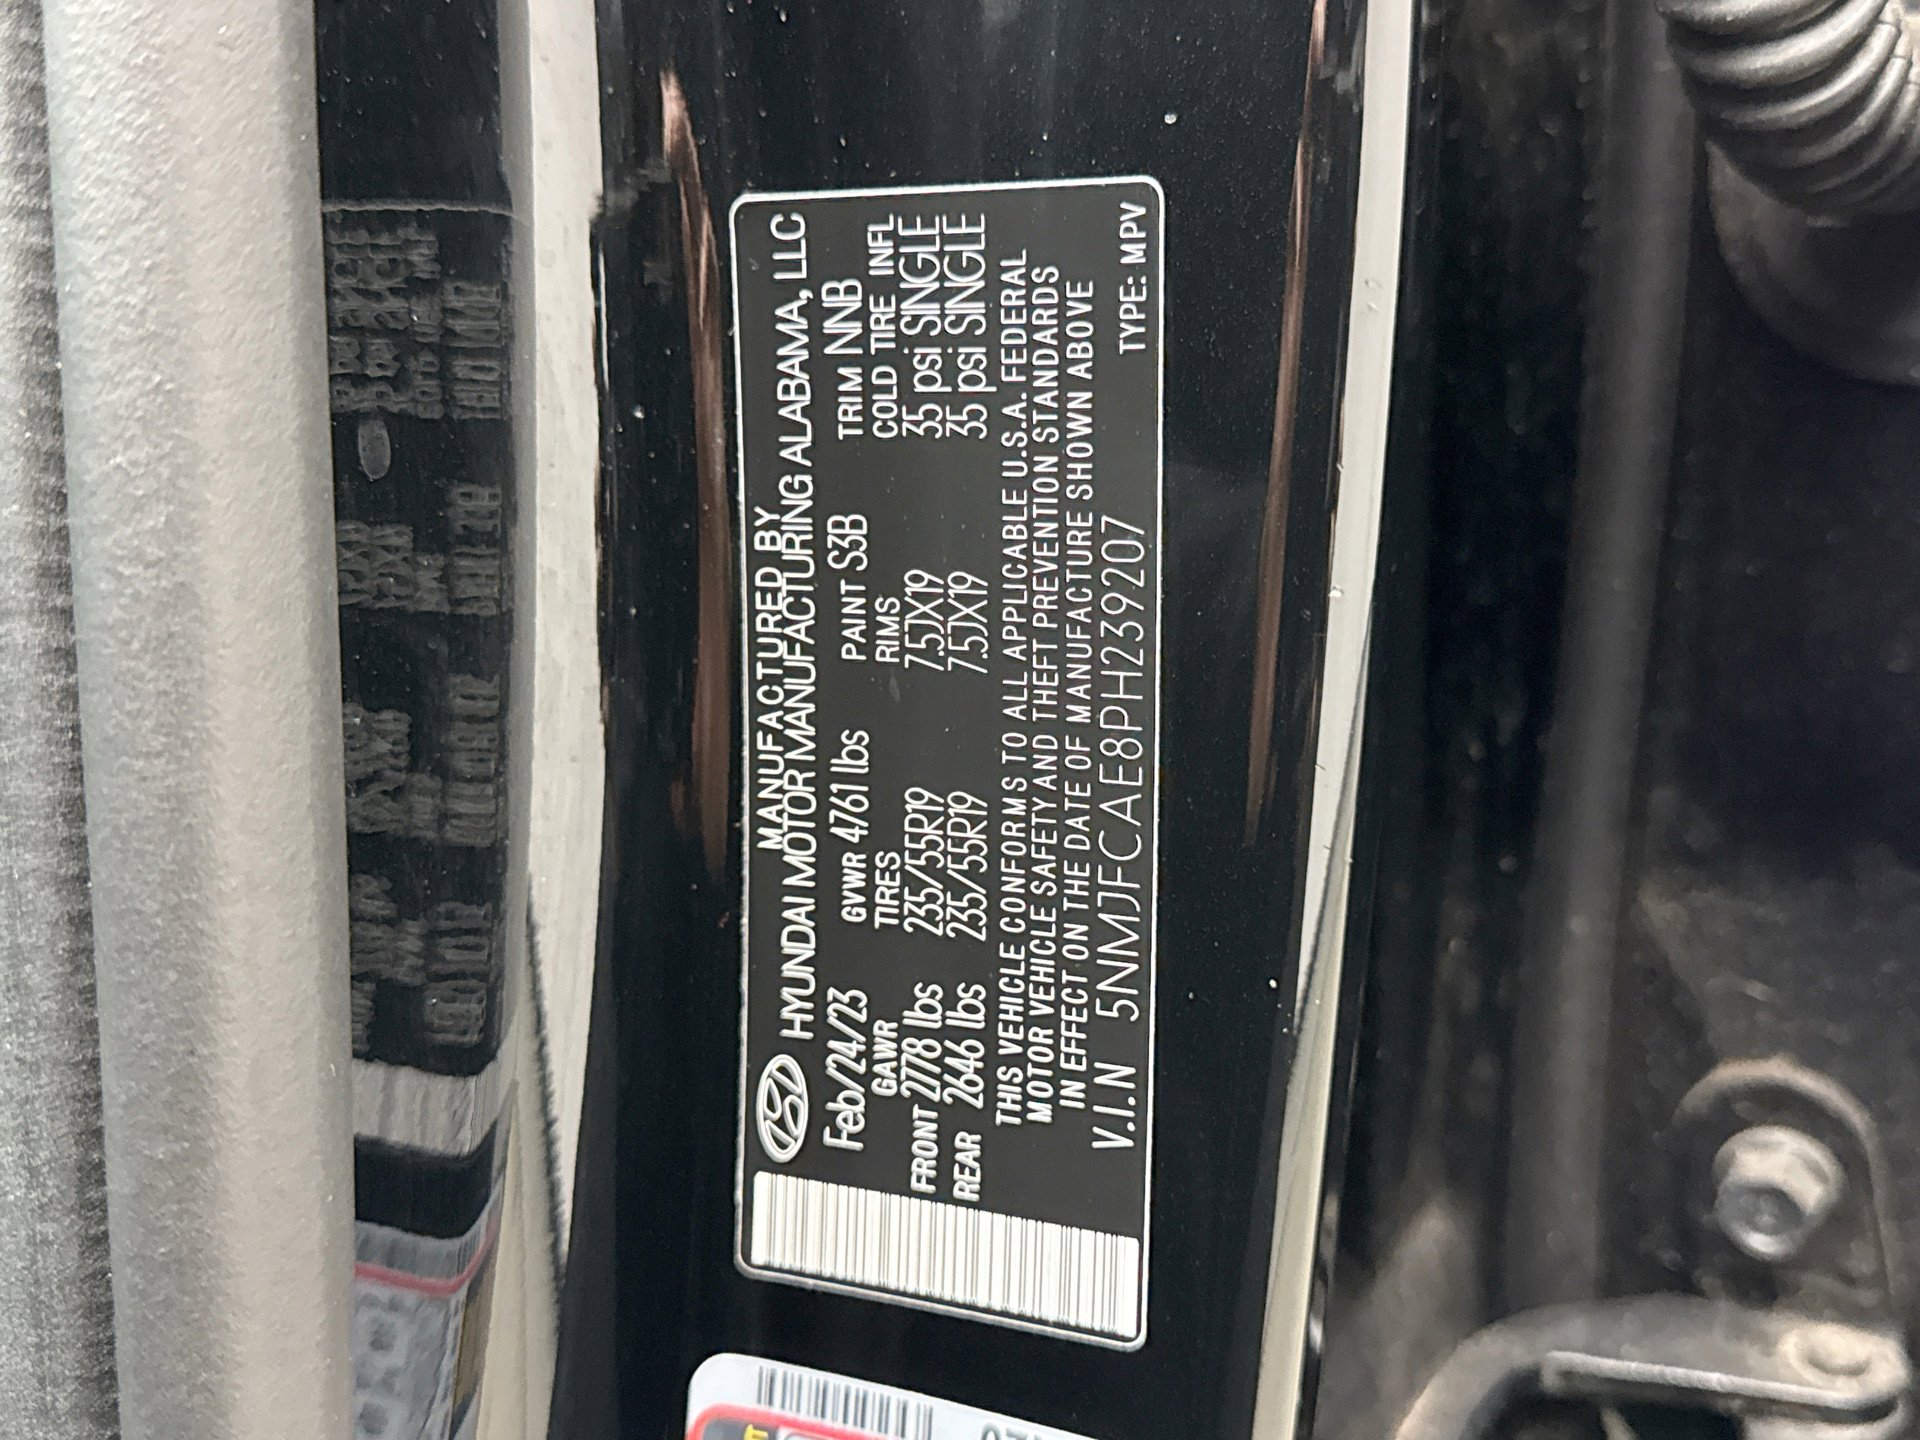 MANUFACTURED BY
HYUNDAI MOTOR MANUFACTURING ALABAMA, LLC
Feb/24/23 GVWR 4761 lbs PAINT S3B TRIM NNB
GAWR TIRES RIMS COLD TIRE INFL
FRONT 2778 lbs 235/55R19 7.5JX19 35 psi SINGLE
REAR 2646 lbs 235/55R19 7.5JX19 35 psi SINGLE
THIS VEHICLE CONFORMS TO ALL APPLICABLE U.S.A. FEDERAL
MOTOR VEHICLE SAFETY AND THEFT PREVENTION STANDARDS
IN EFFECT ON THE DATE OF MANUFACTURE SHOWN ABOVE
V.I.N 5NMJFCAE8PH239207 TYPE: MPV